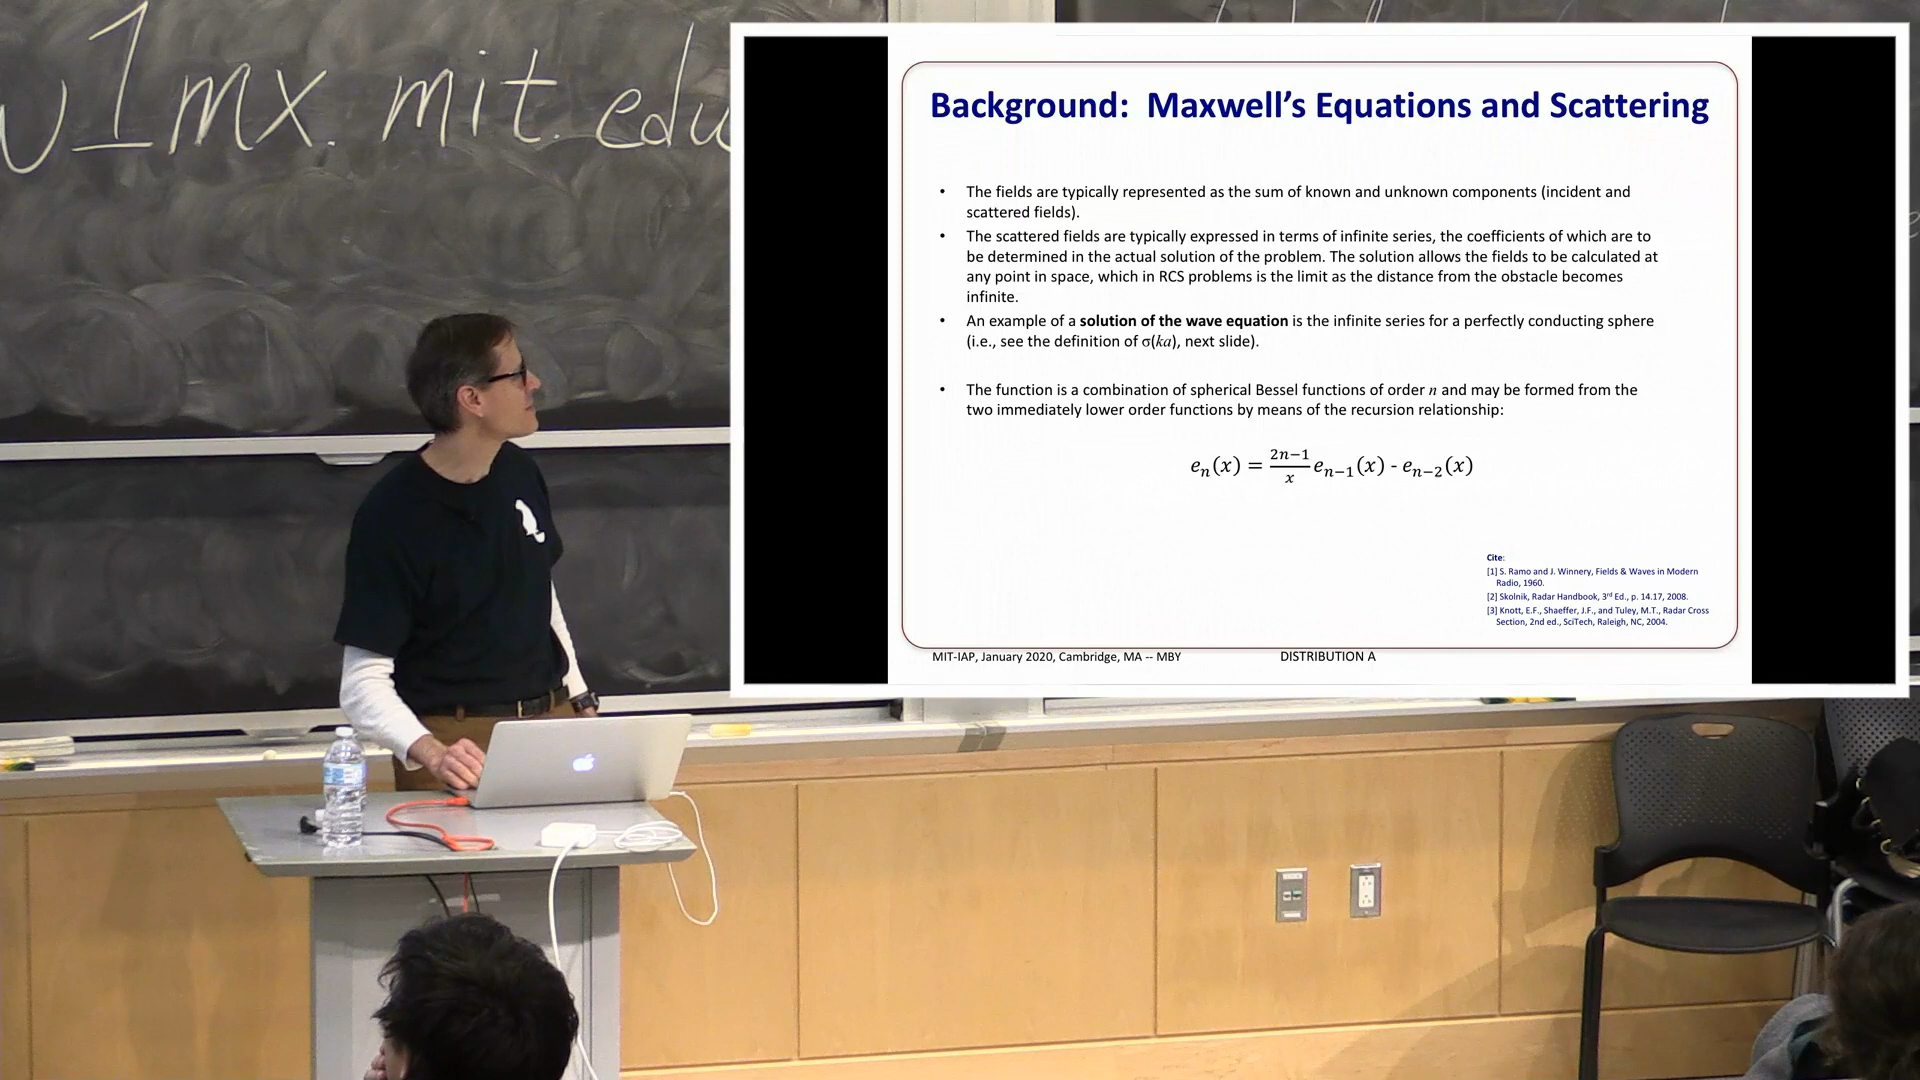 w1mx.mit.edu
Background: Maxwell’s Equations and Scattering
• The fields are typically represented as the sum of known and unknown components (incident and
scattered fields).
• The scattered fields are typically expressed in terms of infinite series, the coefficients of which are to
be determined in the actual solution of the problem. The solution allows the fields to be calculated at
any point in space, which in RCS problems is the limit as the distance from the obstacle becomes
infinite.
• An example of a solution of the wave equation is the infinite series for a perfectly conducting sphere
(i.e., see the definition of σ(ka), next slide).
• The function is a combination of spherical Bessel functions of order n and may be formed from the
two immediately lower order functions by means of the recursion relationship:
eₙ(x) = (2n−1)/x eₙ₋₁(x) - eₙ₋₂(x)
Cite:
[1] S. Ramo and J. Winnery, Fields & Waves in Modern
Radio, 1960.
[2] Skolnik, Radar Handbook, 3rd Ed., p. 14.17, 2008.
[3] Knott, E.F., Shaeffer, J.F., and Tuley, M.T., Radar Cross
Section, 2nd ed., SciTech, Raleigh, NC, 2004.
MIT-IAP, January 2020, Cambridge, MA -- MBY
DISTRIBUTION A